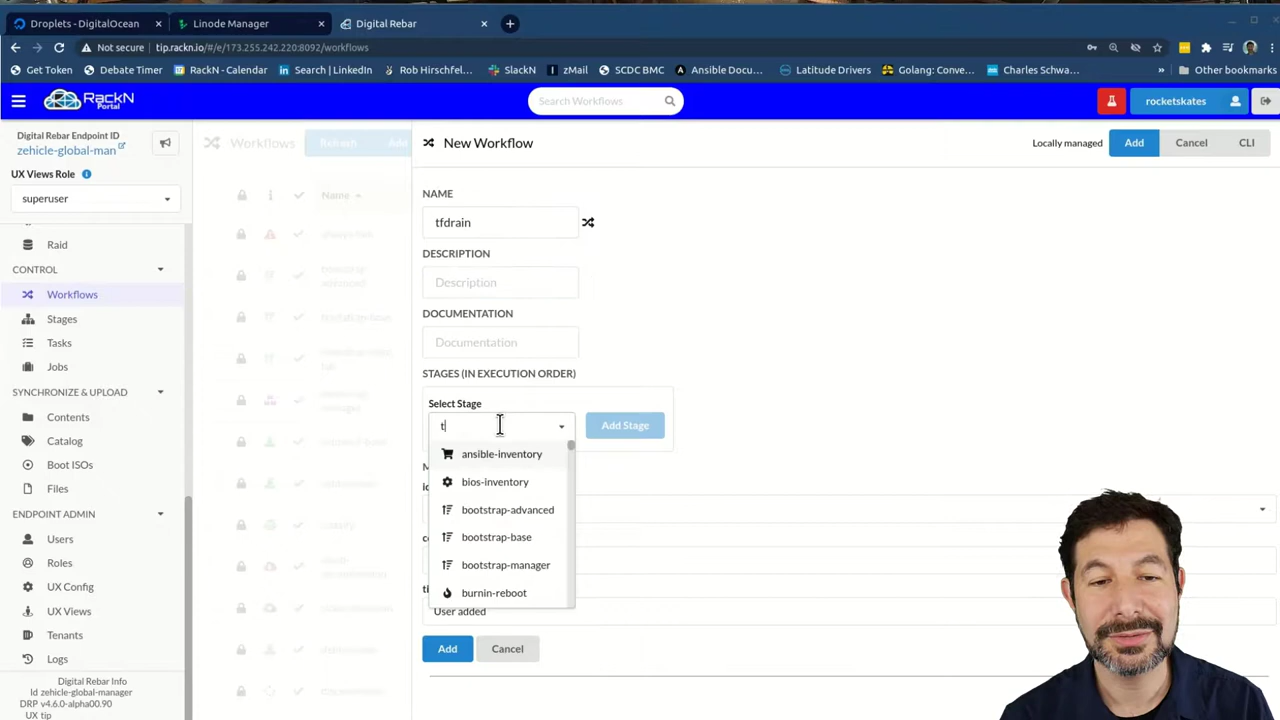 Droplets - DigitalOcean
Linode Manager
Digital Rebar
Not secure
tip.rackn.io/#/e/173.255.242.220:8092/workflows
Get Token
Debate Timer
RackN - Calendar
Search | LinkedIn
Rob Hirschfel...
SlackN
zMail
SCDC BMC
Ansible Docu...
Latitude Drivers
Golang: Conve...
Charles Schwa...
»
Other bookmarks
RackN
Portal
Search Workflows
rocketskates
Digital Rebar Endpoint ID
zehicle-global-man
UX Views Role
superuser
Raid
CONTROL
Workflows
Stages
Tasks
Jobs
SYNCHRONIZE & UPLOAD
Contents
Catalog
Boot ISOs
Files
ENDPOINT ADMIN
Users
Roles
UX Config
UX Views
Tenants
Logs
Digital Rebar Info
Id zehicle-global-manager
DRP v4.6.0-alpha00.90
UX tip
Workflows
Refresh
Add
Name
New Workflow
Locally managed
Add
Cancel
CLI
NAME
tfdrain
DESCRIPTION
Description
DOCUMENTATION
Documentation
STAGES (IN EXECUTION ORDER)
Select Stage
t
Add Stage
ansible-inventory
bios-inventory
bootstrap-advanced
bootstrap-base
bootstrap-manager
burnin-reboot
User added
Add
Cancel